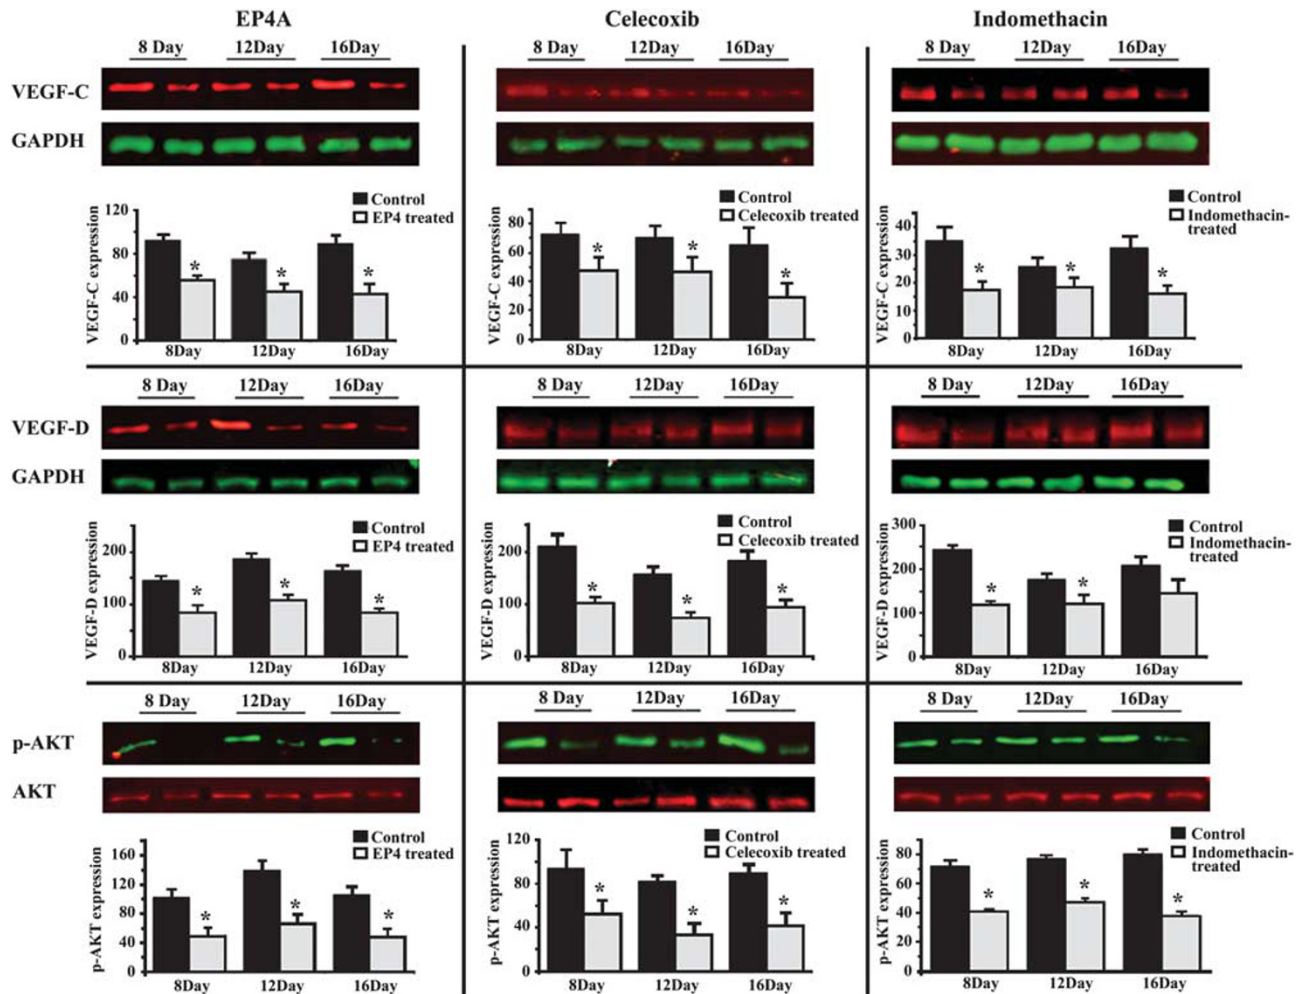 EP4A Celecoxib Indomethacin
8 Day 12Day 16Day 8 Day 12Day 16Day 8 Day 12Day 16Day
VEGF-C
GAPDH
Control
EP4 treated
VEGF-C expression
120
80
40
0
8Day 12Day 16Day
Control
Celecoxib treated
VEGF-C expression
80
60
40
20
0
* * *
8Day 12Day 16Day
Control
Indomethacin-
treated
VEGF-C expression
40
30
20
10
0
* * *
8Day 12Day 16Day
* * *
8 Day 12Day 16Day 8 Day 12Day 16Day 8 Day 12Day 16Day
VEGF-D
GAPDH
Control
EP4 treated
VEGF-D expression
200
100
0
* * *
8Day 12Day 16Day
Control
Celecoxib treated
VEGF-D expression
200
100
0
* * *
8Day 12Day 16Day
Control
Indomethacin-
treated
VEGF-D expression
300
200
100
0
* *
8Day 12Day 16Day
8 Day 12Day 16Day 8 Day 12Day 16Day 8 Day 12Day 16Day
p-AKT
AKT
Control
EP4 treated
p-AKT expression
160
120
80
40
0
* * *
8Day 12Day 16Day
Control
Celecoxib treated
p-AKT expression
120
80
40
0
* * *
8Day 12Day 16Day
Control
Indomethacin-
treated
p-AKT expression
80
60
40
20
0
* * *
8Day 12Day 16Day